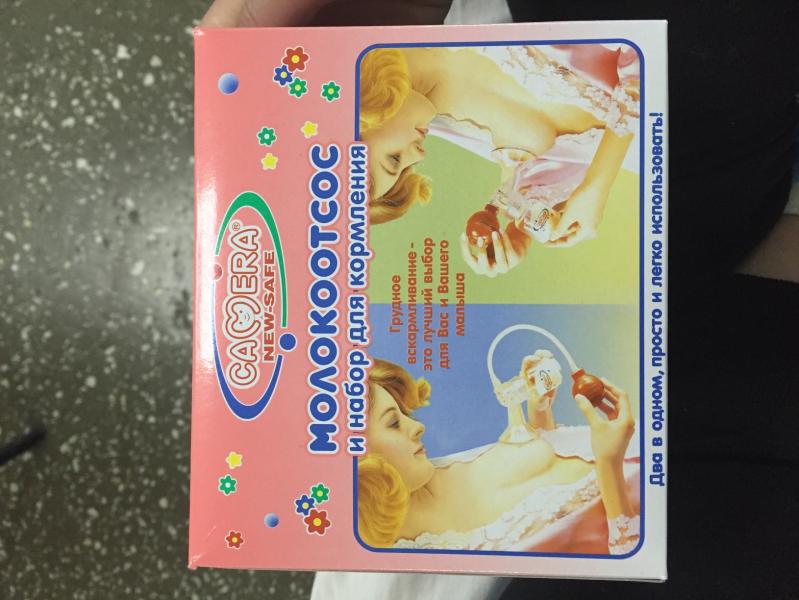 CAMERA®
NEW-SAFE
МОЛОКООТСОС
и набор для кормления
Грудное
вскармливание –
это лучший выбор
для Вас и Вашего
малыша
Два в одном, просто и легко использовать!